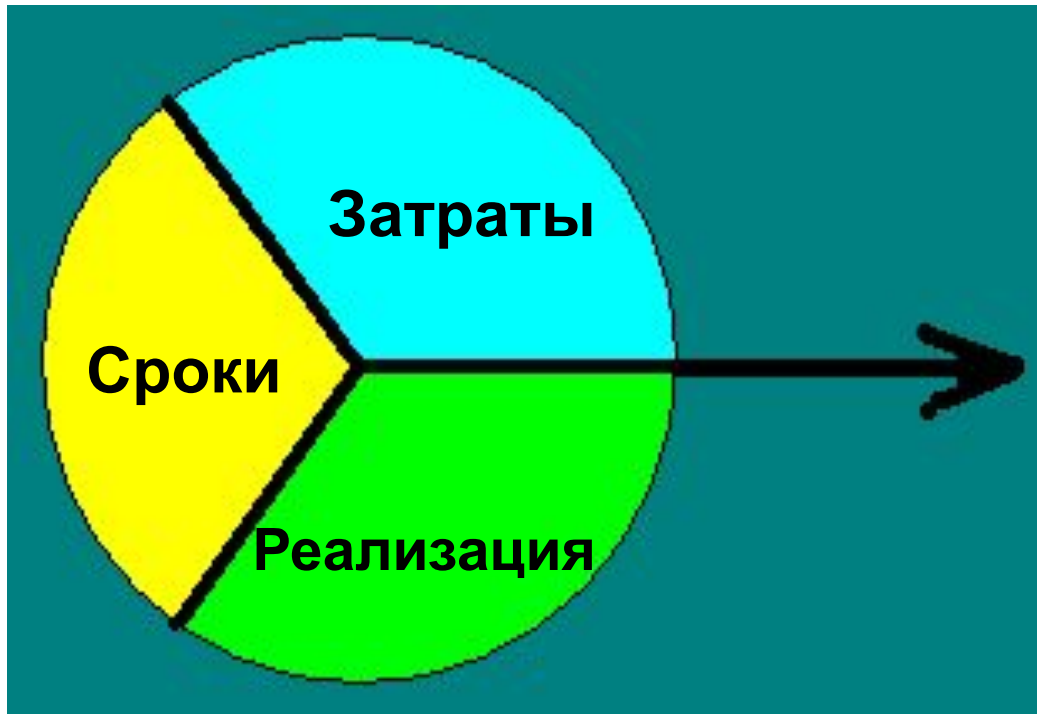 Затраты
Сроки
Реализация